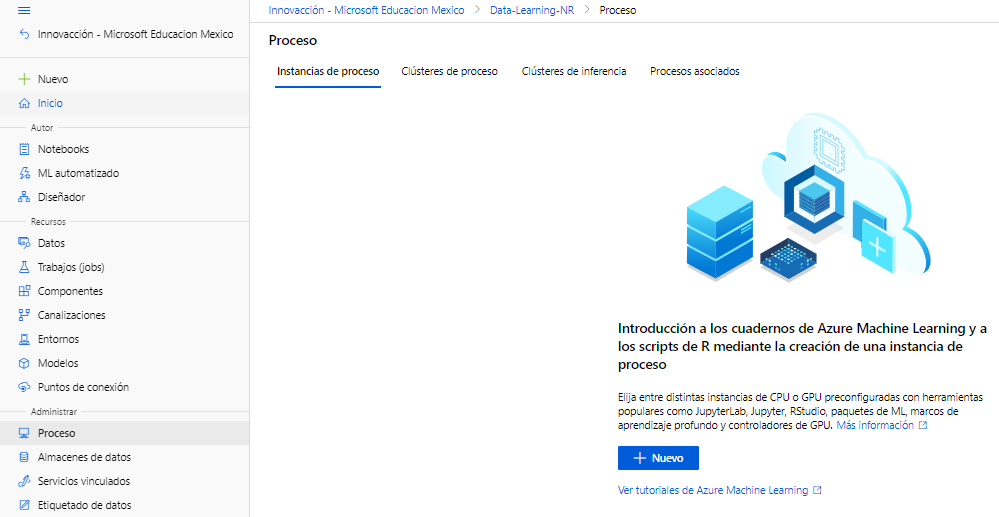 Innovacción - Microsoft Educacion Mexico
Nuevo
Inicio
Autor
Notebooks
ML automatizado
Diseñador
Recursos
Datos
Trabajos (jobs)
Componentes
Canalizaciones
Entornos
Modelos
Puntos de conexión
Administrar
Proceso
Almacenes de datos
Servicios vinculados
Etiquetado de datos
Innovacción - Microsoft Educacion Mexico > Data-Learning-NR > Proceso
Proceso
Instancias de proceso Clústeres de proceso Clústeres de inferencia Procesos asociados
Introducción a los cuadernos de Azure Machine Learning y a
los scripts de R mediante la creación de una instancia de
proceso
Elija entre distintas instancias de CPU o GPU preconfiguradas con herramientas
populares como JupyterLab, Jupyter, RStudio, paquetes de ML, marcos de
aprendizaje profundo y controladores de GPU. Más información
Nuevo
Ver tutoriales de Azure Machine Learning